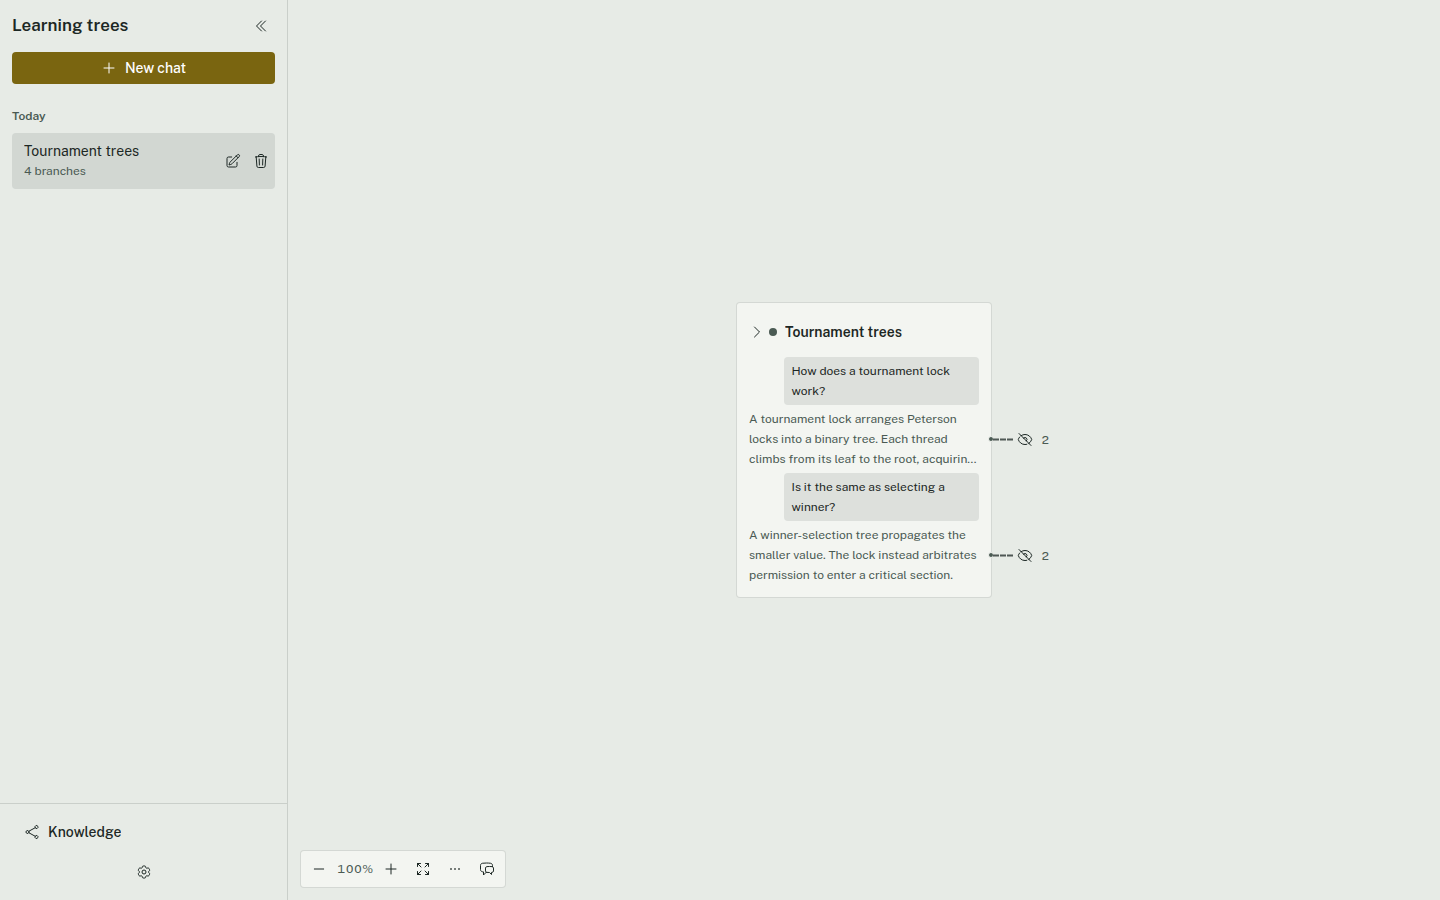 Learning trees
New chat
Today
Tournament trees
4 branches
Knowledge
Tournament trees
How does a tournament lock
work?
A tournament lock arranges Peterson
locks into a binary tree. Each thread
climbs from its leaf to the root, acquirin...
2
Is it the same as selecting a
winner?
A winner-selection tree propagates the
smaller value. The lock instead arbitrates
permission to enter a critical section.
2
100%